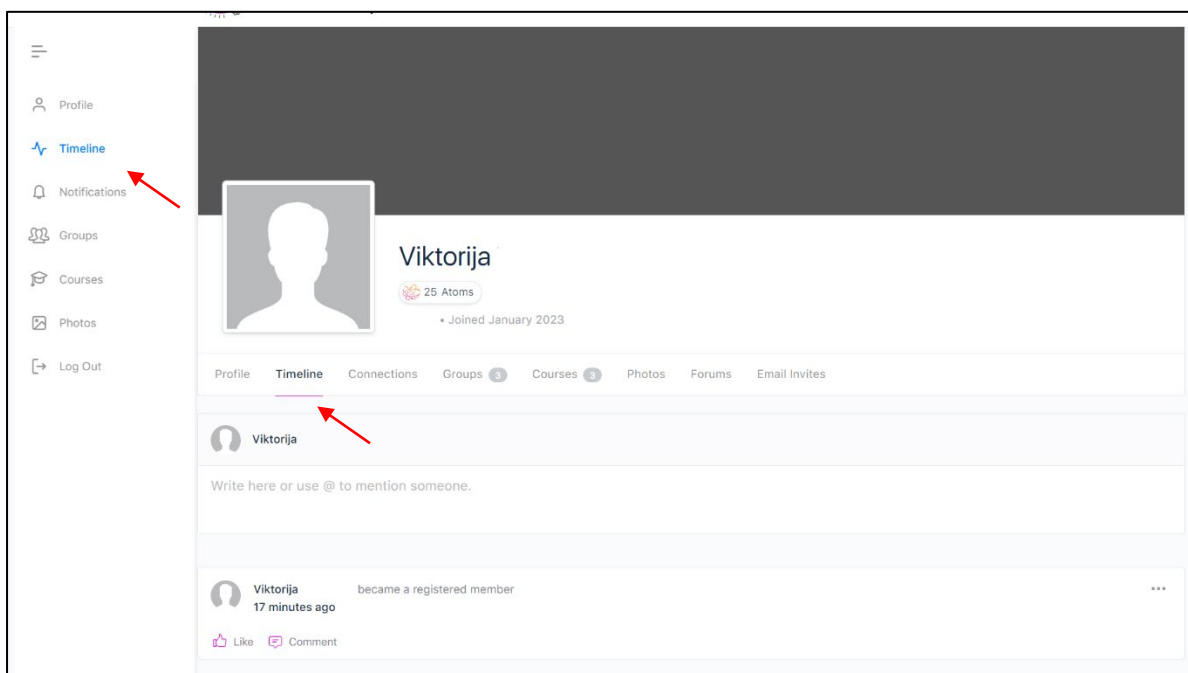 Profile
Timeline
Notifications
Groups
Courses
Photos
Log Out
Viktorija
25 Atoms
• Joined January 2023
Profile Timeline Connections Groups 3 Courses 3 Photos Forums Email Invites
Viktorija
Write here or use @ to mention someone.
Viktorija became a registered member
17 minutes ago
Like Comment